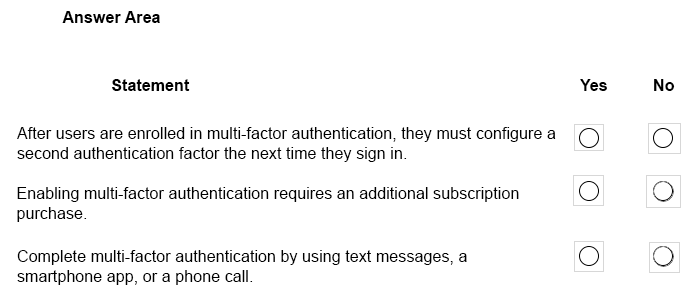 Answer Area
Statement Yes No
After users are enrolled in multi-factor authentication, they must configure a
second authentication factor the next time they sign in.
Enabling multi-factor authentication requires an additional subscription
purchase.
Complete multi-factor authentication by using text messages, a
smartphone app, or a phone call.